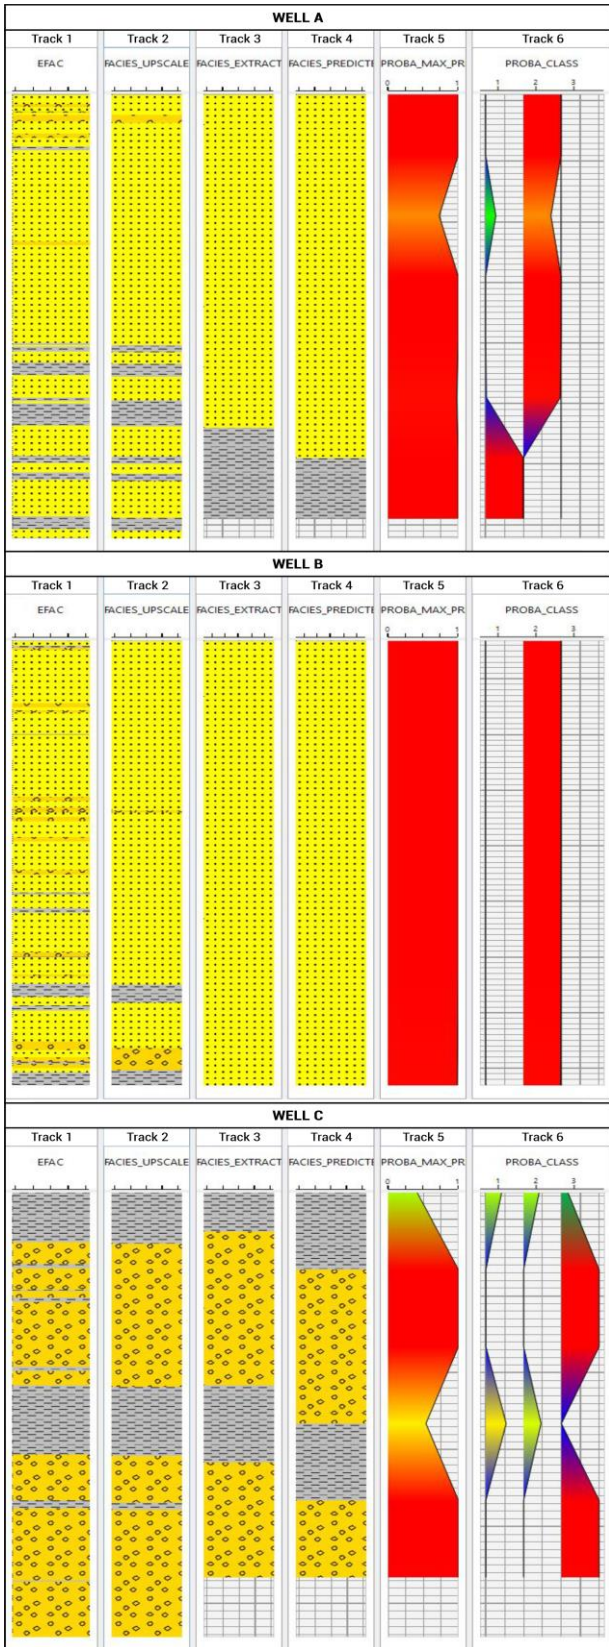 WELL A
Track 1 Track 2 Track 3 Track 4 Track 5 Track 6
EFAC FACIES_UPSCALE FACIES_EXTRACT FACIES_PREDICTE PROBA_MAX_PR PROBA_CLASS
0 1 1 2 3
WELL B
Track 1 Track 2 Track 3 Track 4 Track 5 Track 6
EFAC FACIES_UPSCALE FACIES_EXTRACT FACIES_PREDICTE PROBA_MAX_PR PROBA_CLASS
0 1 1 2 3
WELL C
Track 1 Track 2 Track 3 Track 4 Track 5 Track 6
EFAC FACIES_UPSCALE FACIES_EXTRACT FACIES_PREDICTE PROBA_MAX_PR PROBA_CLASS
0 1 1 2 3